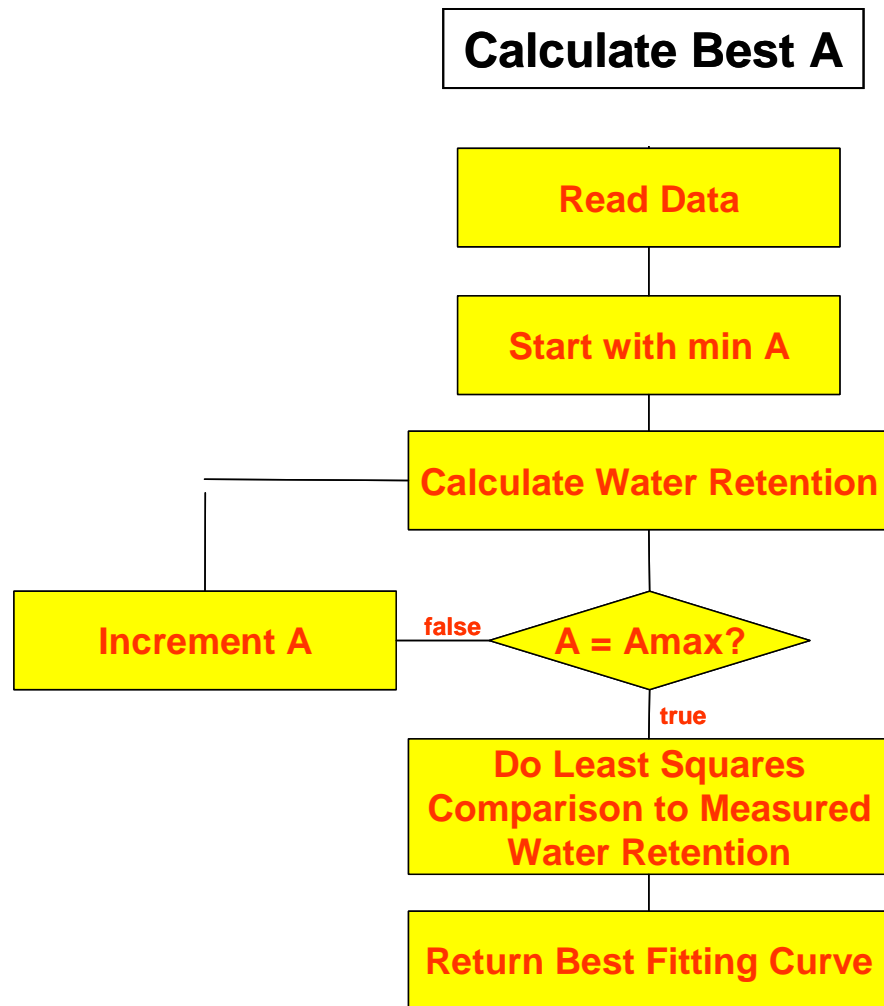 Calculate Best A
Read Data
Start with min A
Calculate Water Retention
Increment A
false
A = Amax?
true
Do Least Squares
Comparison to Measured
Water Retention
Return Best Fitting Curve